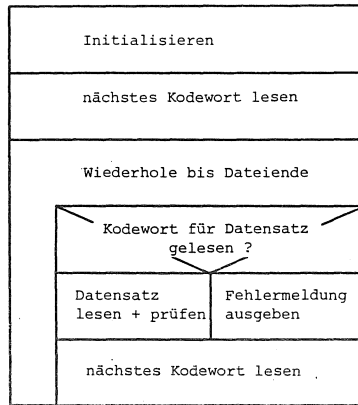 Initialisieren
nächstes Kodewort lesen
Wiederhole bis Dateiende
Kodewort für Datensatz
gelesen ?
Datensatz
lesen + prüfen
Fehlermeldung
ausgeben
nächstes Kodewort lesen